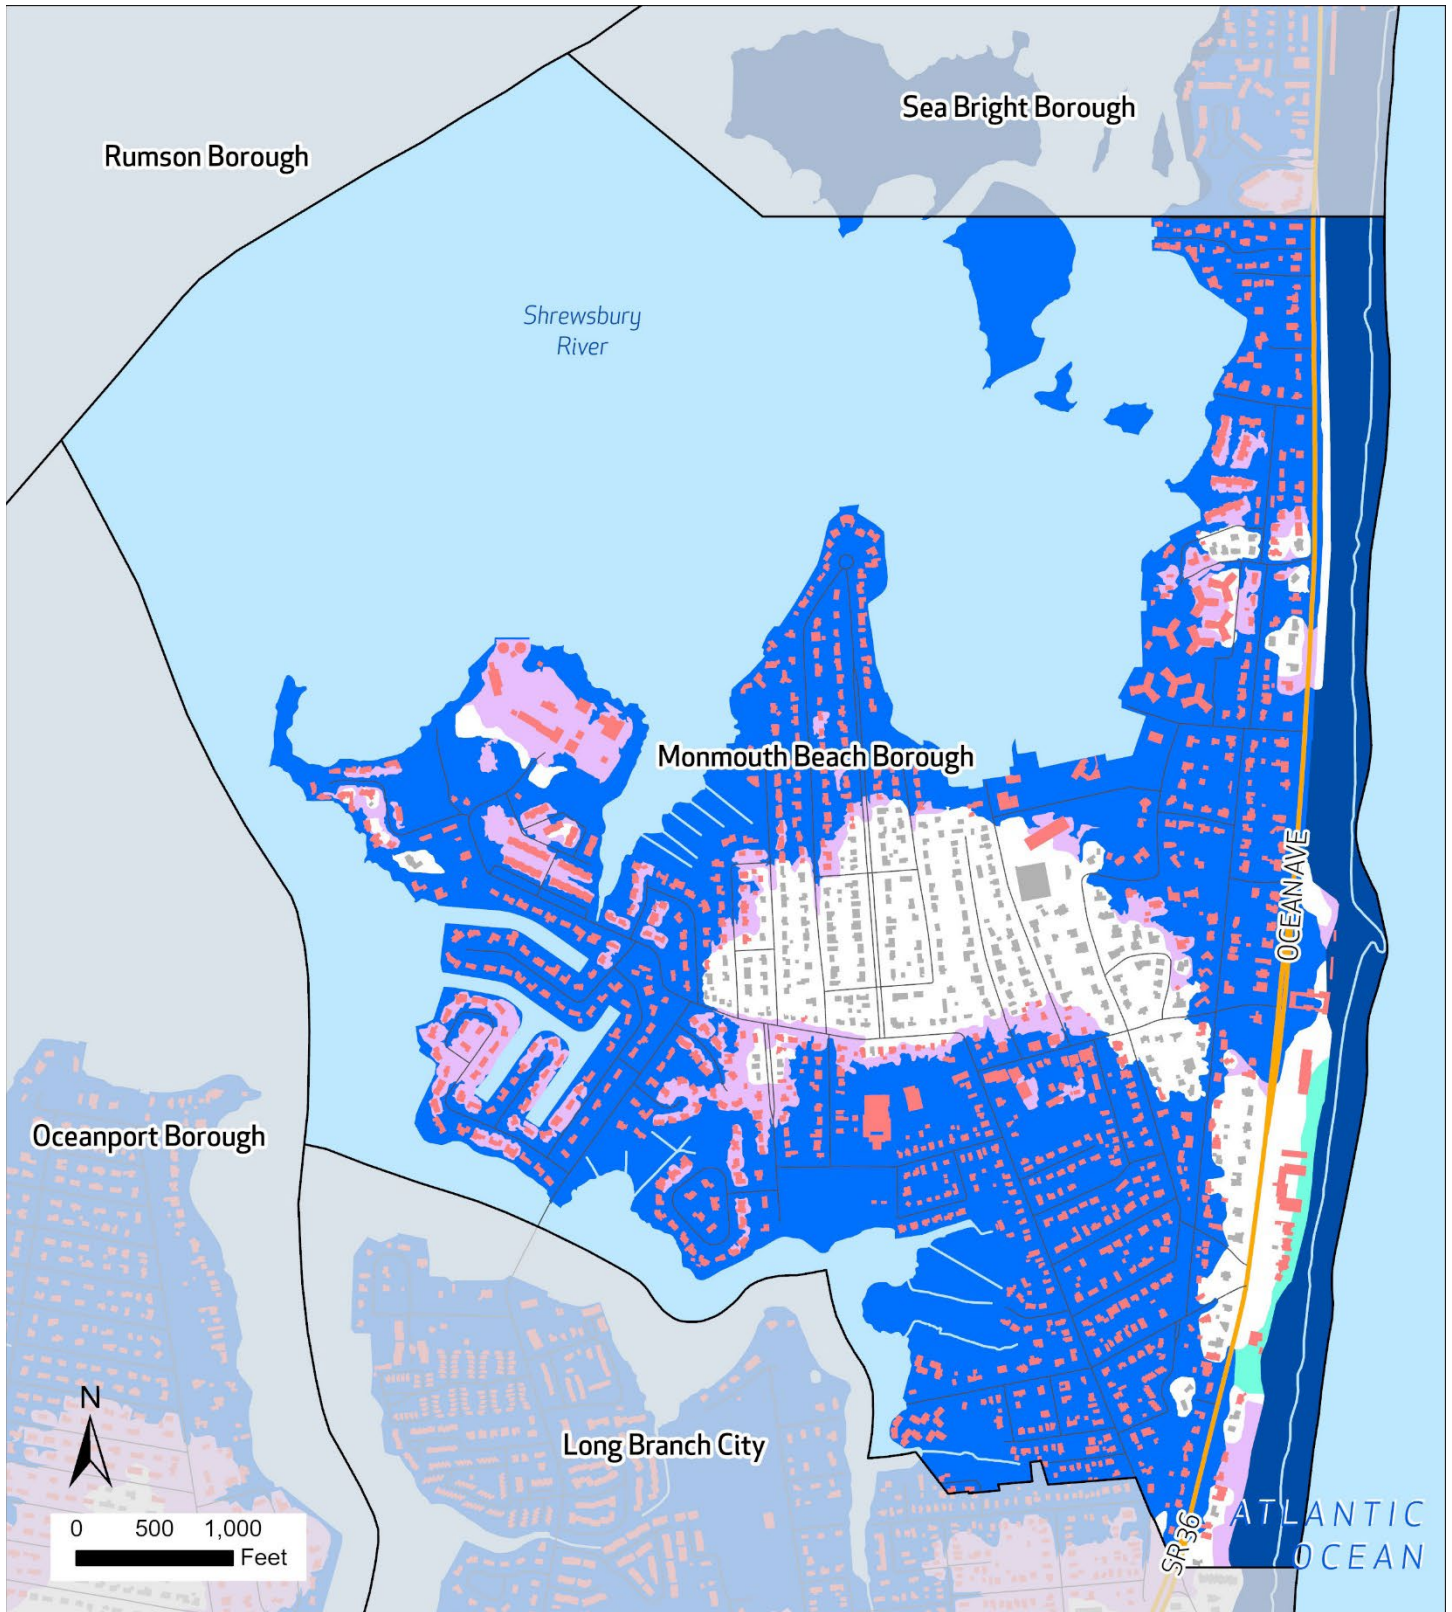 Sea Bright Borough
Rumson Borough
Shrewsbury
River
Monmouth Beach Borough
OCEAN AVE
Oceanport Borough
N
Long Branch City
0 500 1,000
Feet
SR 36
ATLANTIC
OCEAN